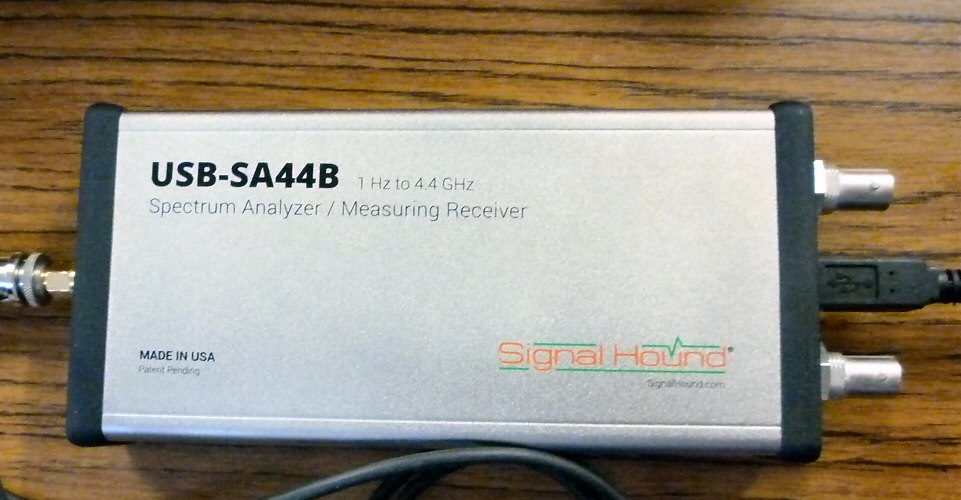 USB-SA44B 1 Hz to 4.4 GHz
Spectrum Analyzer / Measuring Receiver
MADE IN USA
Patent Pending
Signal Hound®
SignalHound.com